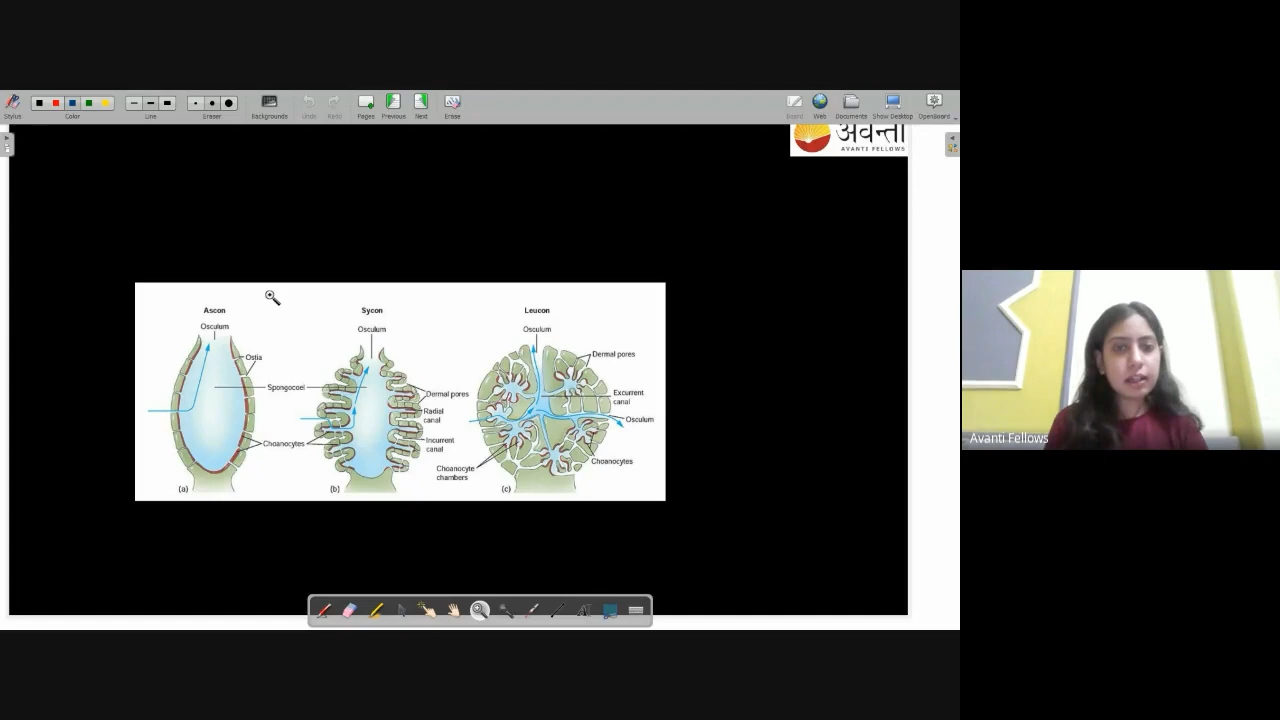 Stylus
Color
Line
Eraser
Backgrounds
Undo
Redo
Pages
Previous
Next
Erase
Board
Web
Documents
Show Desktop
OpenBoard
अवन्ती
AVANTI FELLOWS
Ascon
Osculum
Ostia
Spongocoel
Choanocytes
(a)
Sycon
Osculum
Dermal pores
Radial
canal
Incurrent
canal
(b)
Leucon
Osculum
Dermal pores
Excurrent
canal
Osculum
Choanocytes
Choanocyte
chambers
(c)
Avanti Fellows